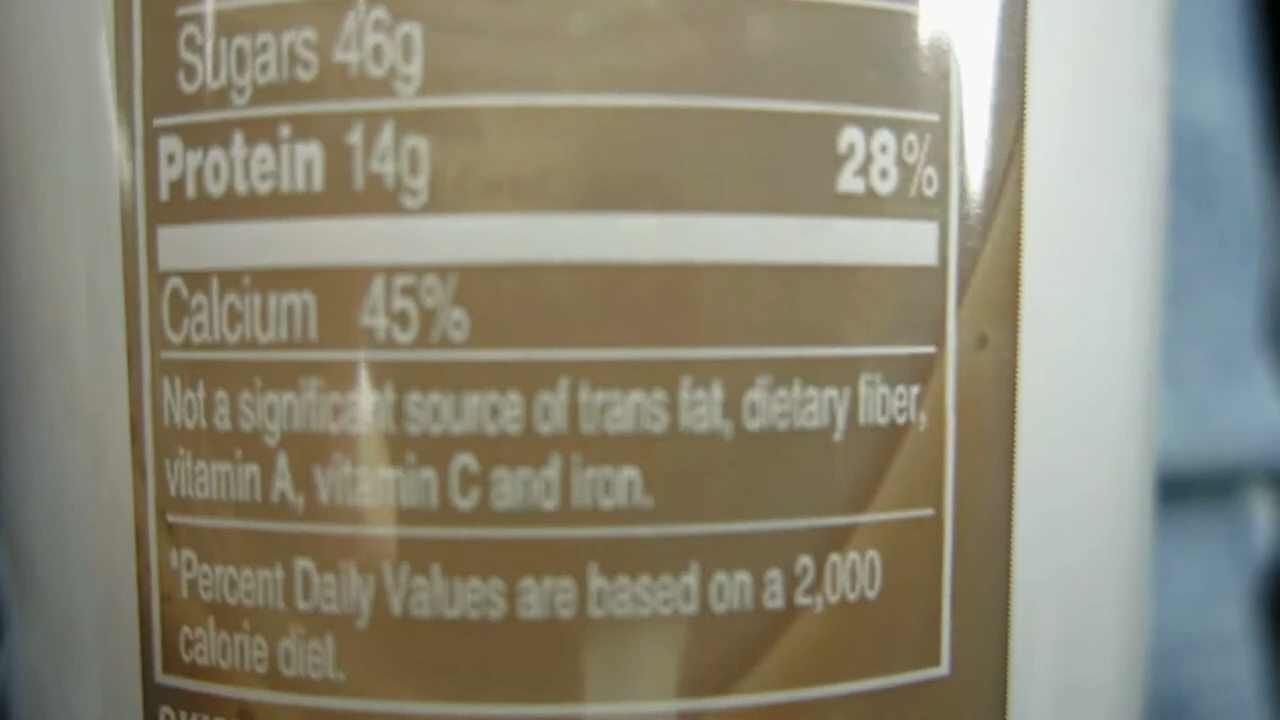 Sugars 46g
Protein 14g 28%
Calcium 45%
Not a significant source of trans fat, dietary fiber,
vitamin A, vitamin C and iron.
*Percent Daily Values are based on a 2,000
calorie diet.